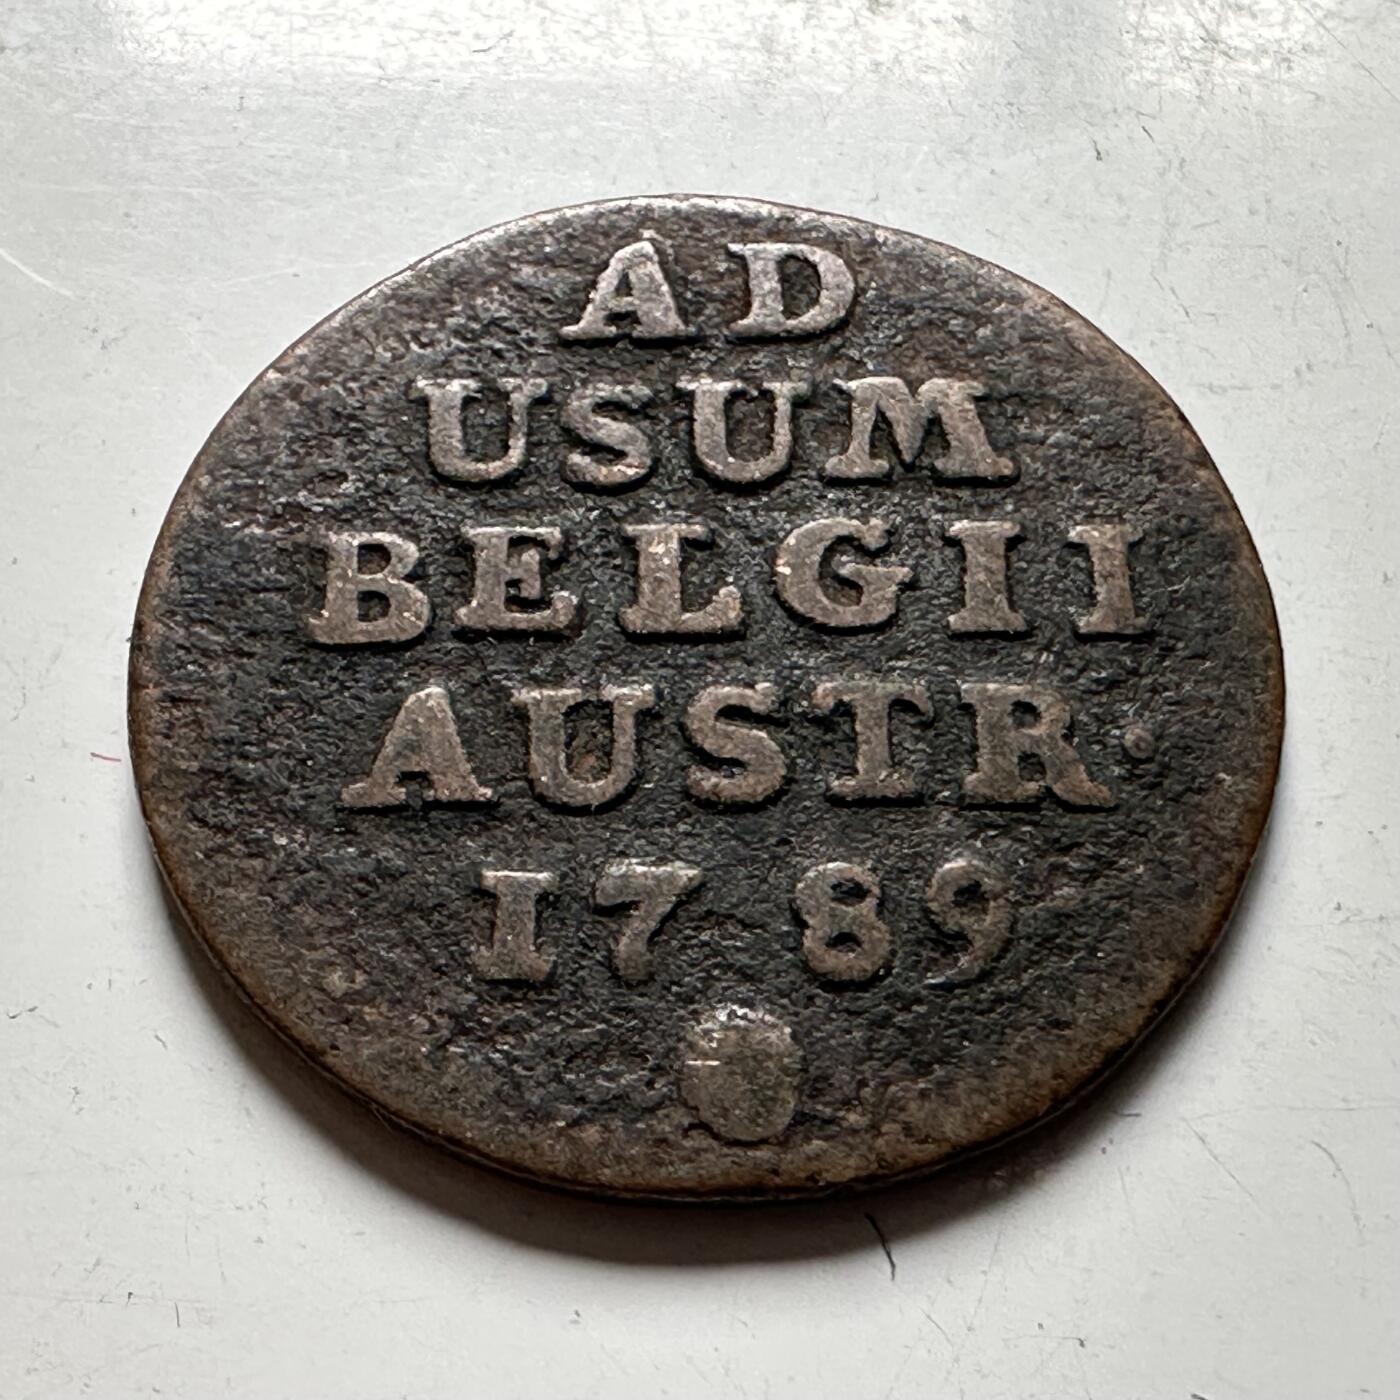 AD
USUM
BELGII
AUSTR·
1789